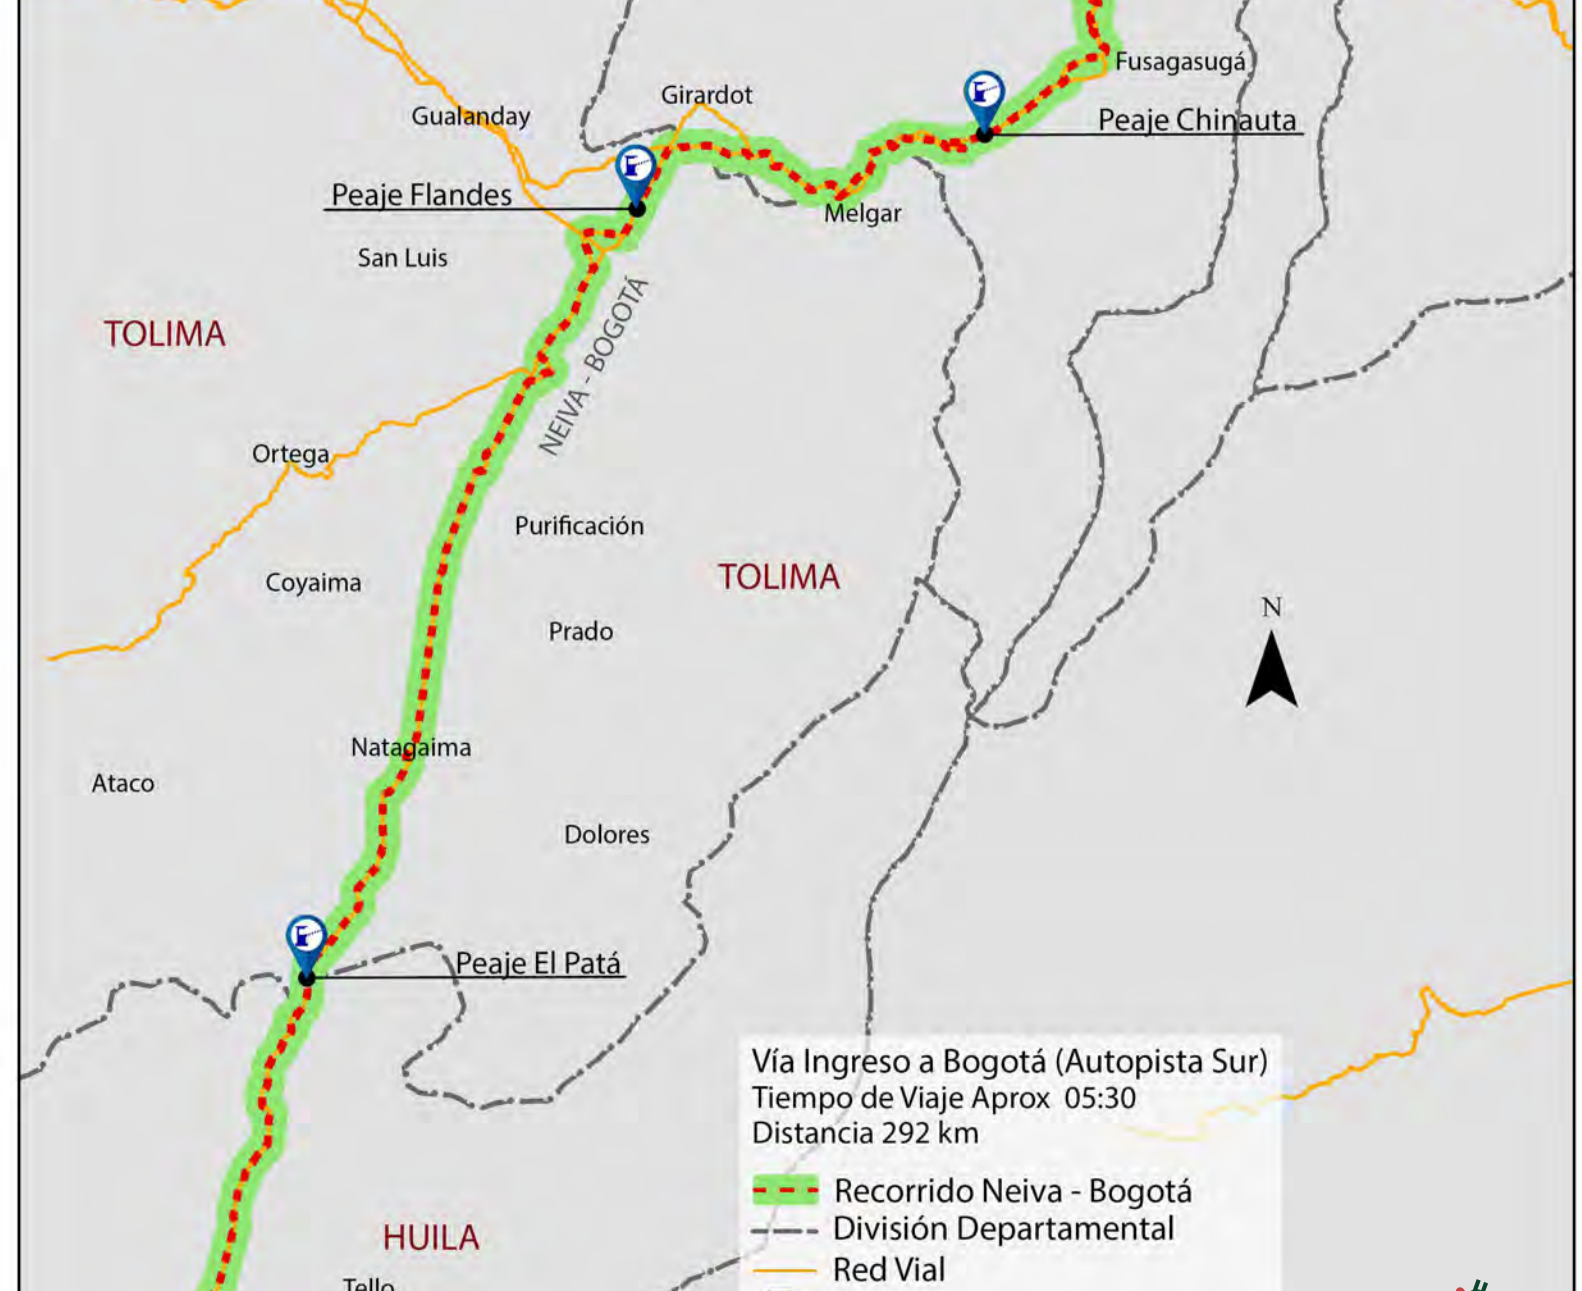 Fusagasugá
Girardot
Gualanday
Peaje Chinauta
Peaje Flandes
Melgar
San Luis
TOLIMA
NEIVA - BOGOTÁ
Ortega
Purificación
TOLIMA
Coyaima
N
Prado
Natagaima
Ataco
Dolores
Peaje El Patá
Vía Ingreso a Bogotá (Autopista Sur)
Tiempo de Viaje Aprox 05:30
Distancia 292 km
Recorrido Neiva - Bogotá
División Departamental
HUILA
Red Vial
Tello